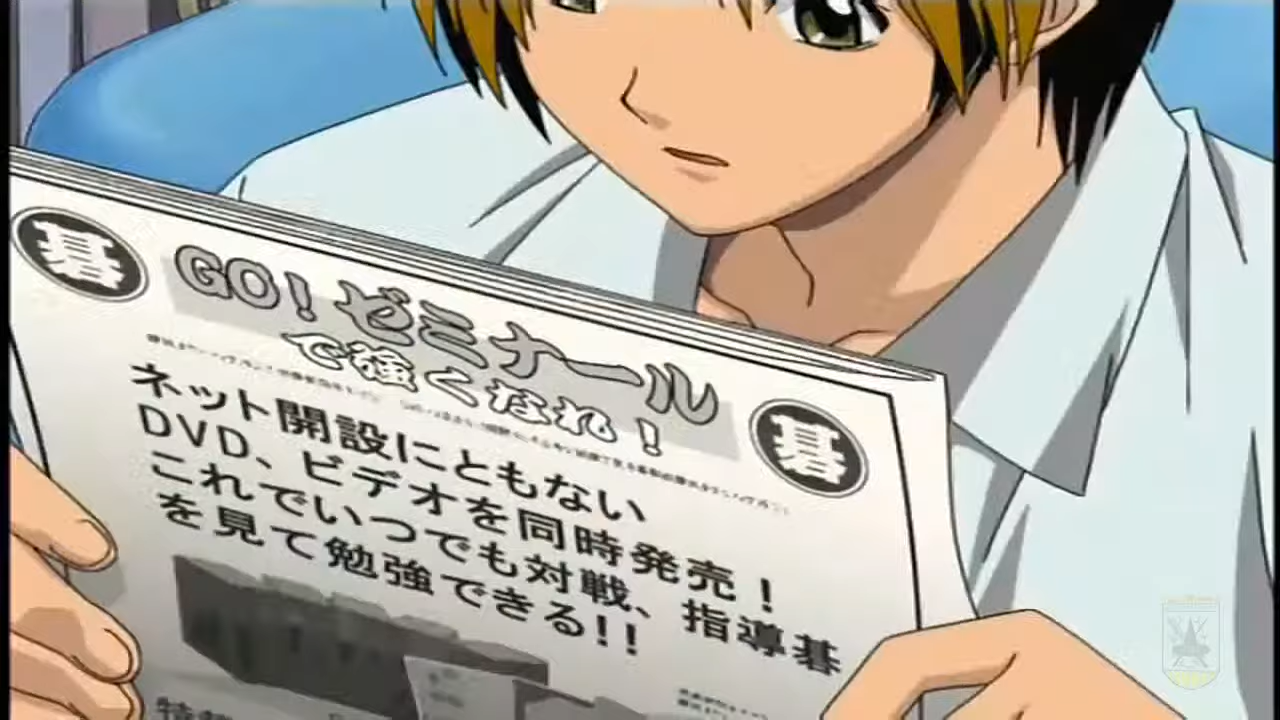 碁
GO！ゼミナール
で強くなれ！
碁
ネット開設にともない
DVD、ビデオを同時発売！
これでいつでも対戦、指導碁
を見て勉強できる!!